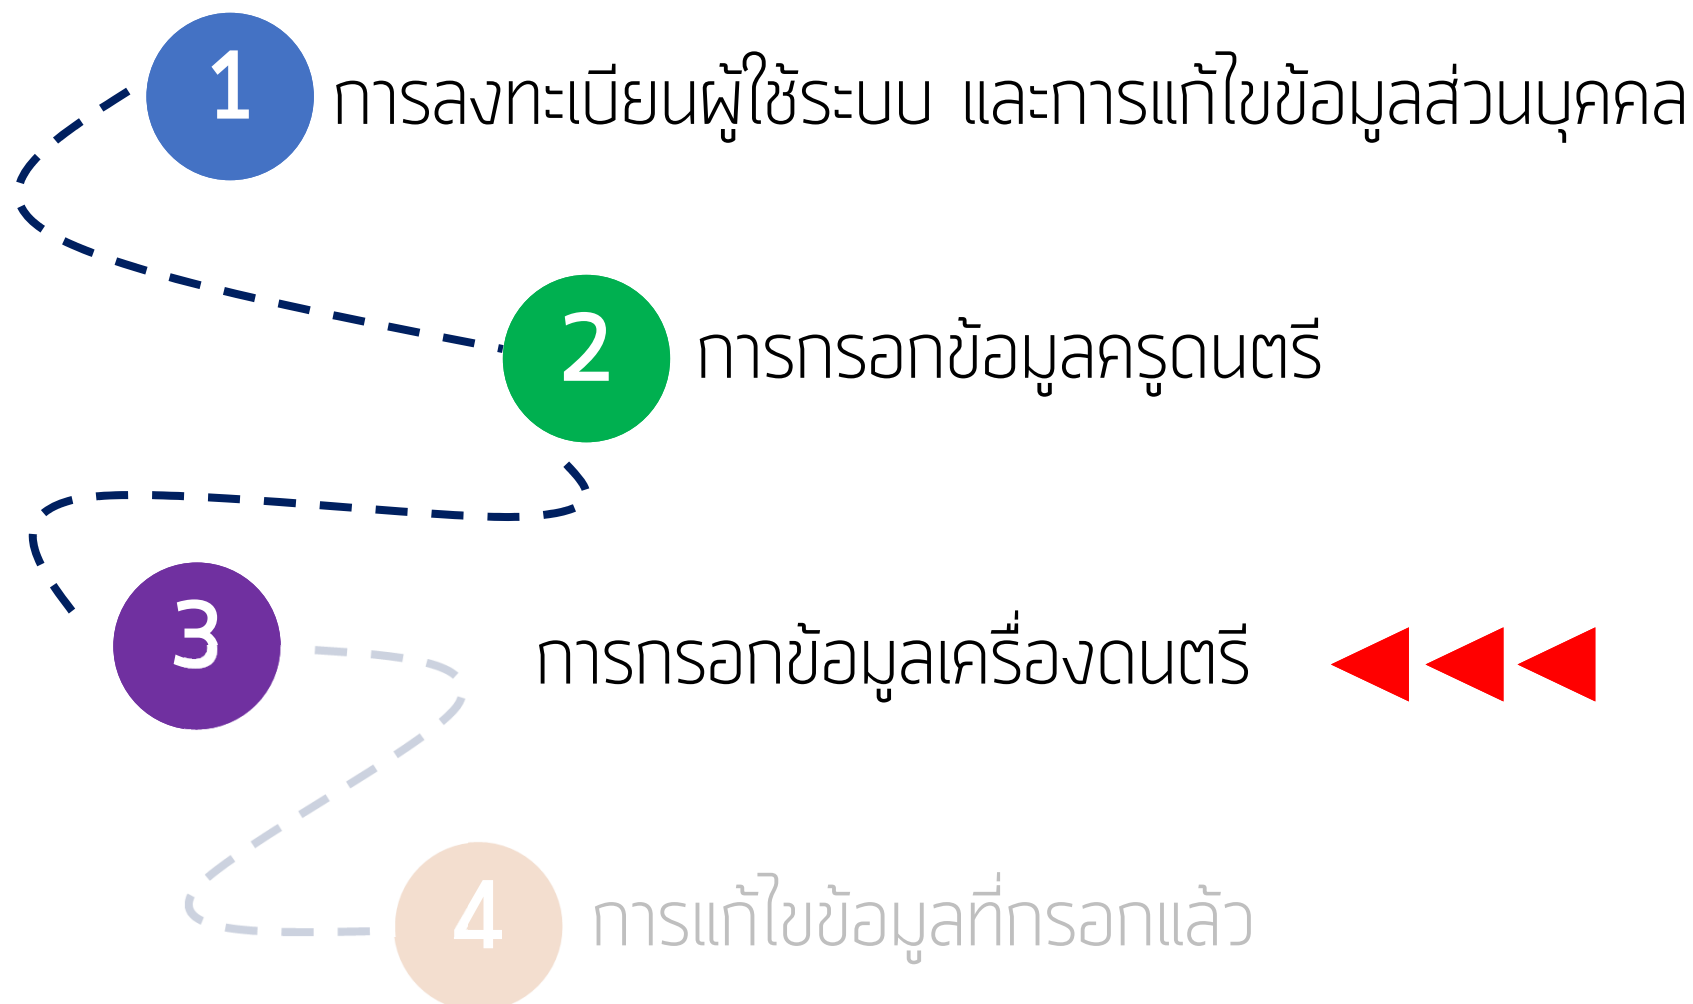 1 การลงทะเบียนผู้ใช้ระบบ และการแก้ไขข้อมูลส่วนบุคคล
2 การกรอกข้อมูลครูดนตรี
3 การกรอกข้อมูลเครื่องดนตรี
4 การแก้ไขข้อมูลที่กรอกแล้ว